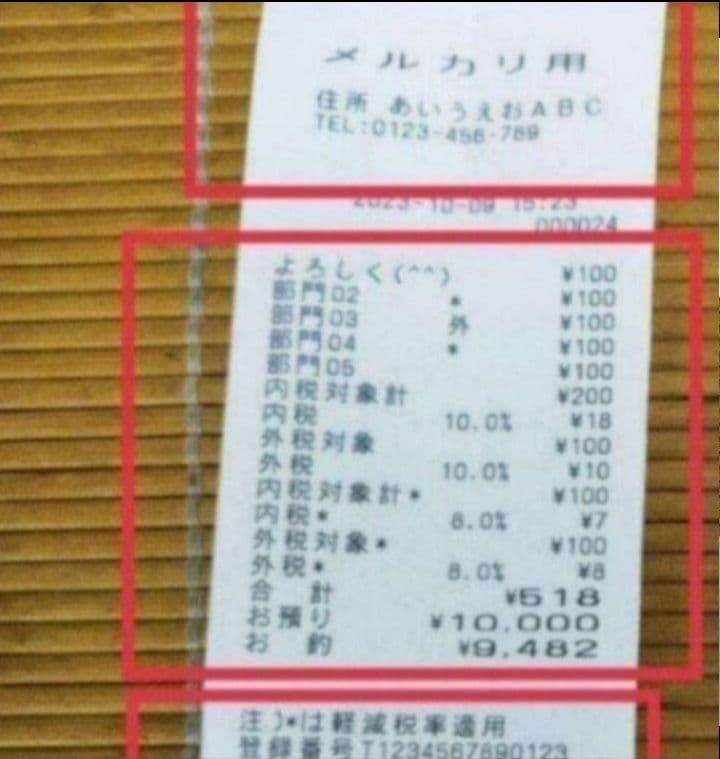 メルカリ用
住所 あいうえおABC
TEL:0123-456-789
2023-10-09 15:23
000024
よろしく(^^) ¥100
部門02 * ¥100
部門03 外 ¥100
部門04 * ¥100
部門05 ¥100
内税対象計 ¥200
内税 10.0% ¥18
外税対象 ¥100
外税 10.0% ¥10
内税対象計* ¥100
内税* 8.0% ¥7
外税対象* ¥100
外税* 8.0% ¥8
合 計 ¥518
お預り ¥10,000
お 釣 ¥9,482
注)*は軽減税率適用
登録番号T1234567890123